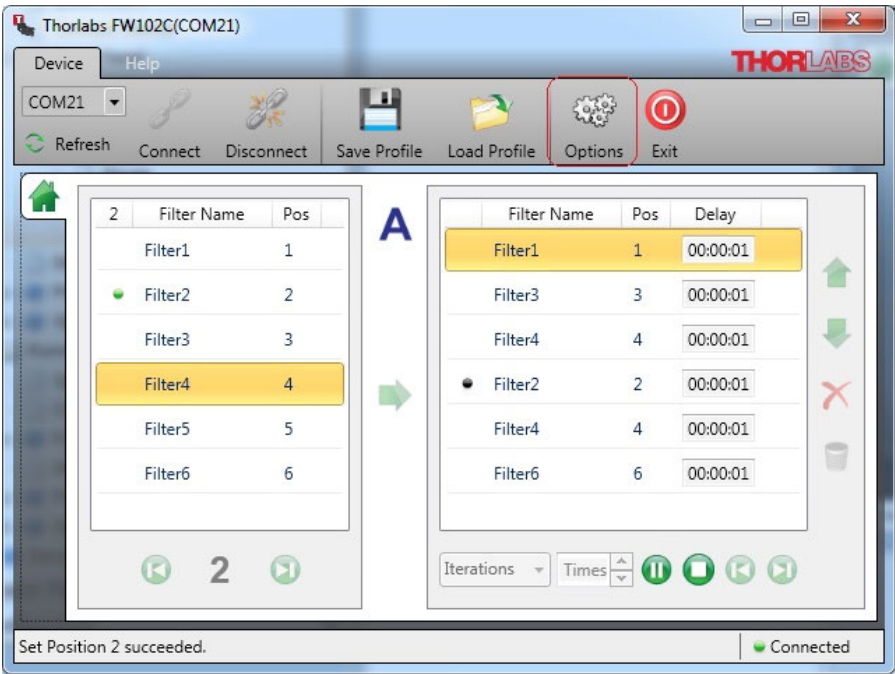 Thorlabs FW102C(COM21)
Device Help
THORLABS
COM21
Refresh
Connect Disconnect Save Profile Load Profile Options Exit
2 Filter Name Pos
Filter1 1
Filter2 2
Filter3 3
Filter4 4
Filter5 5
Filter6 6
2
A
Filter Name Pos Delay
Filter1 1 00:00:01
Filter3 3 00:00:01
Filter4 4 00:00:01
Filter2 2 00:00:01
Filter4 4 00:00:01
Filter6 6 00:00:01
Iterations Times
Set Position 2 succeeded.
Connected